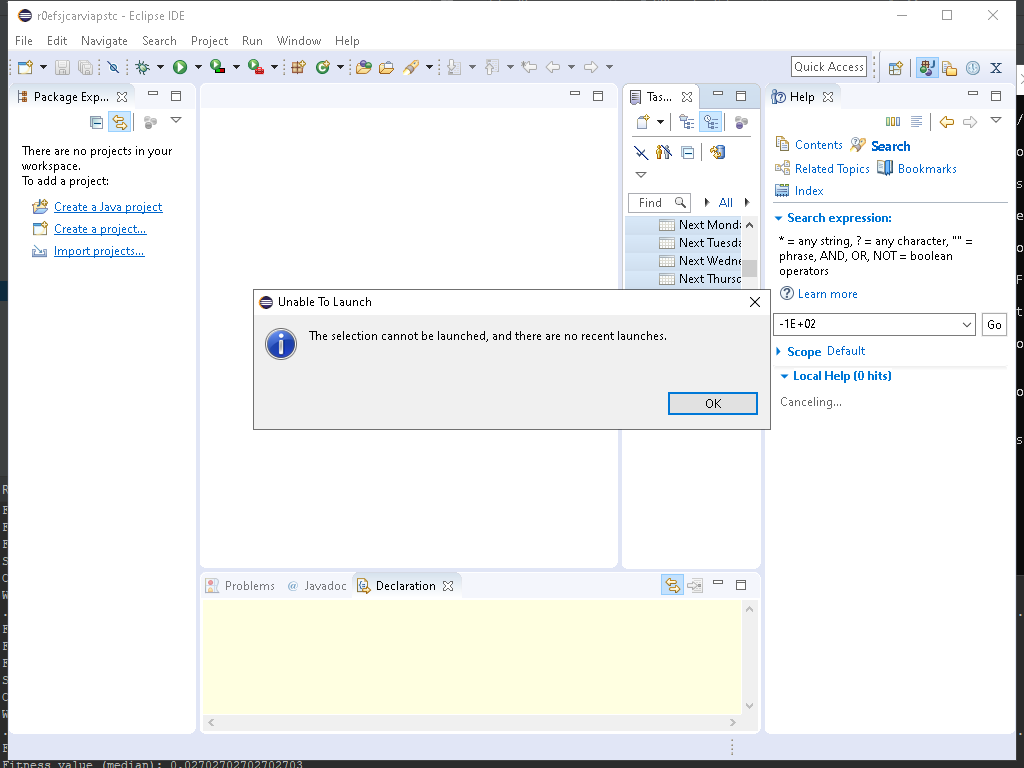 r0efsjcarviapstc - Eclipse IDE
File Edit Navigate Search Project Run Window Help
Quick Access
Package Exp...
There are no projects in your
workspace.
To add a project:
Create a Java project
Create a project...
Import projects...
Tas...
Find
All
Next Monda
Next Tuesda
Next Wedne
Next Thursd
Help
Contents
Search
Related Topics
Bookmarks
Index
Search expression:
* = any string, ? = any character, "" =
phrase, AND, OR, NOT = boolean
operators
Learn more
-1E+02
Go
Scope Default
Local Help (0 hits)
Canceling...
Unable To Launch
The selection cannot be launched, and there are no recent launches.
OK
Problems
@ Javadoc
Declaration
Fitness value (median): 0.02702702702702703